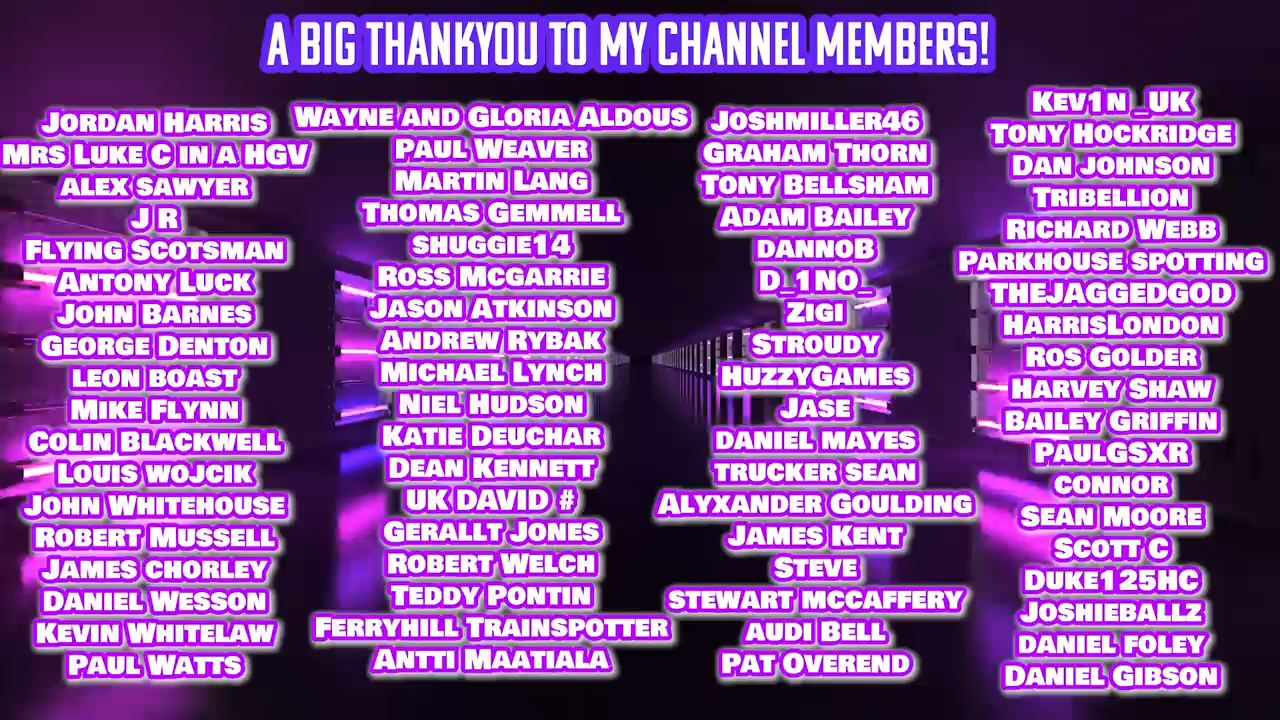 A BIG THANKYOU TO MY CHANNEL MEMBERS!
Jordan Harris
Mrs Luke C in a HGV
alex sawyer
J R
Flying Scotsman
Antony Luck
John Barnes
George Denton
leon boast
Mike Flynn
Colin Blackwell
Louis wojcik
John Whitehouse
Robert Mussell
James chorley
Daniel Wesson
Kevin Whitelaw
Paul Watts
Wayne and Gloria Aldous
Paul Weaver
Martin Lang
Thomas Gemmell
shuggie14
Ross McGarrie
Jason Atkinson
Andrew Rybak
Michael Lynch
Niel Hudson
Katie Deuchar
Dean Kennett
UK DAVID #
Gerallt Jones
Robert Welch
Teddy Pontin
Ferryhill Trainspotter
Antti Maatiala
Joshmiller46
Graham Thorn
Tony Bellsham
Adam Bailey
dannoB
D_1NO_
Zigi
Stroudy
HuzzyGames
Jase
daniel mayes
trucker sean
Alyxander Goulding
James Kent
Steve
stewart mccaffery
Audi Bell
Pat Overend
Kev1n _UK
Tony Hockridge
Dan johnson
Tribellion
Richard Webb
Parkhouse spotting
THEJAGGEDGOD
HarrisLondon
Ros Golder
Harvey Shaw
Bailey Griffin
PaulGSXR
connor
Sean Moore
Scott C
Duke125HC
Joshieballz
daniel foley
Daniel Gibson